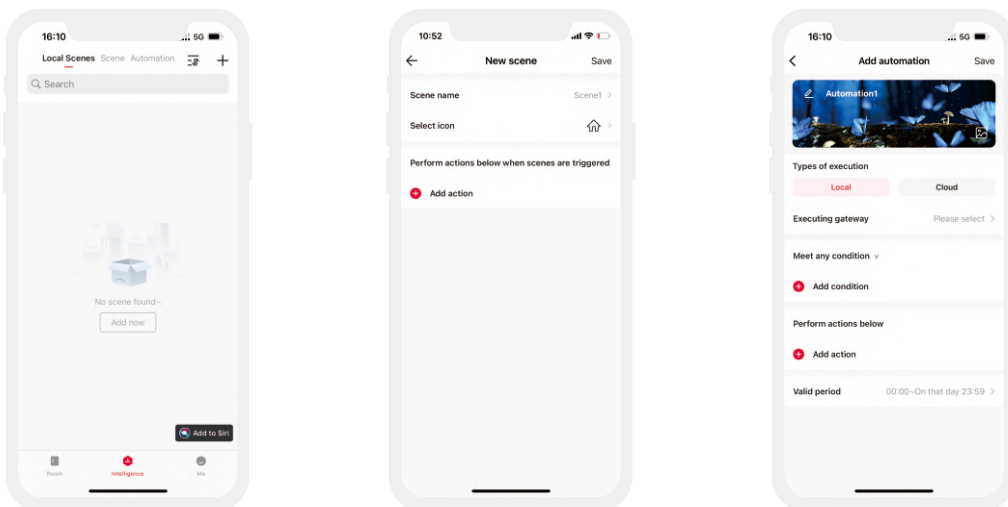 16:10
5G
Local Scenes Scene Automation
Search
No scene found~
Add now
Add to Siri
Room Intelligence Me
10:52
New scene Save
Scene name Scene1 >
Select icon >
Perform actions below when scenes are triggered
Add action
16:10
5G
Add automation Save
Automation1
Types of execution
Local Cloud
Executing gateway Please select >
Meet any condition
Add condition
Perform actions below
Add action
Valid period 00:00~On that day 23:59 >